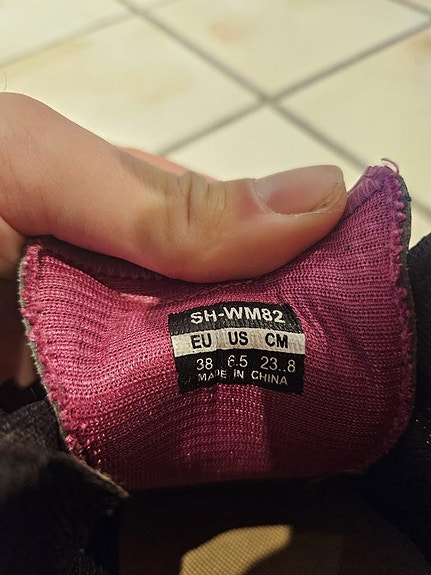 SH-WM82
EU US CM
38 6.5 23..8
MADE IN CHINA